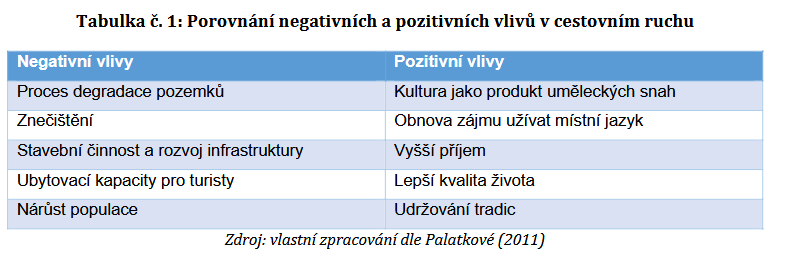 Tabulka č. 1: Porovnání negativních a pozitivních vlivů v cestovním ruchu
Negativní vlivy Pozitivní vlivy
Proces degradace pozemků Kultura jako produkt uměleckých snah
Znečištění Obnova zájmu užívat místní jazyk
Stavební činnost a rozvoj infrastruktury Vyšší příjem
Ubytovací kapacity pro turisty Lepší kvalita života
Nárůst populace Udržování tradic
Zdroj: vlastní zpracování dle Palatkové (2011)